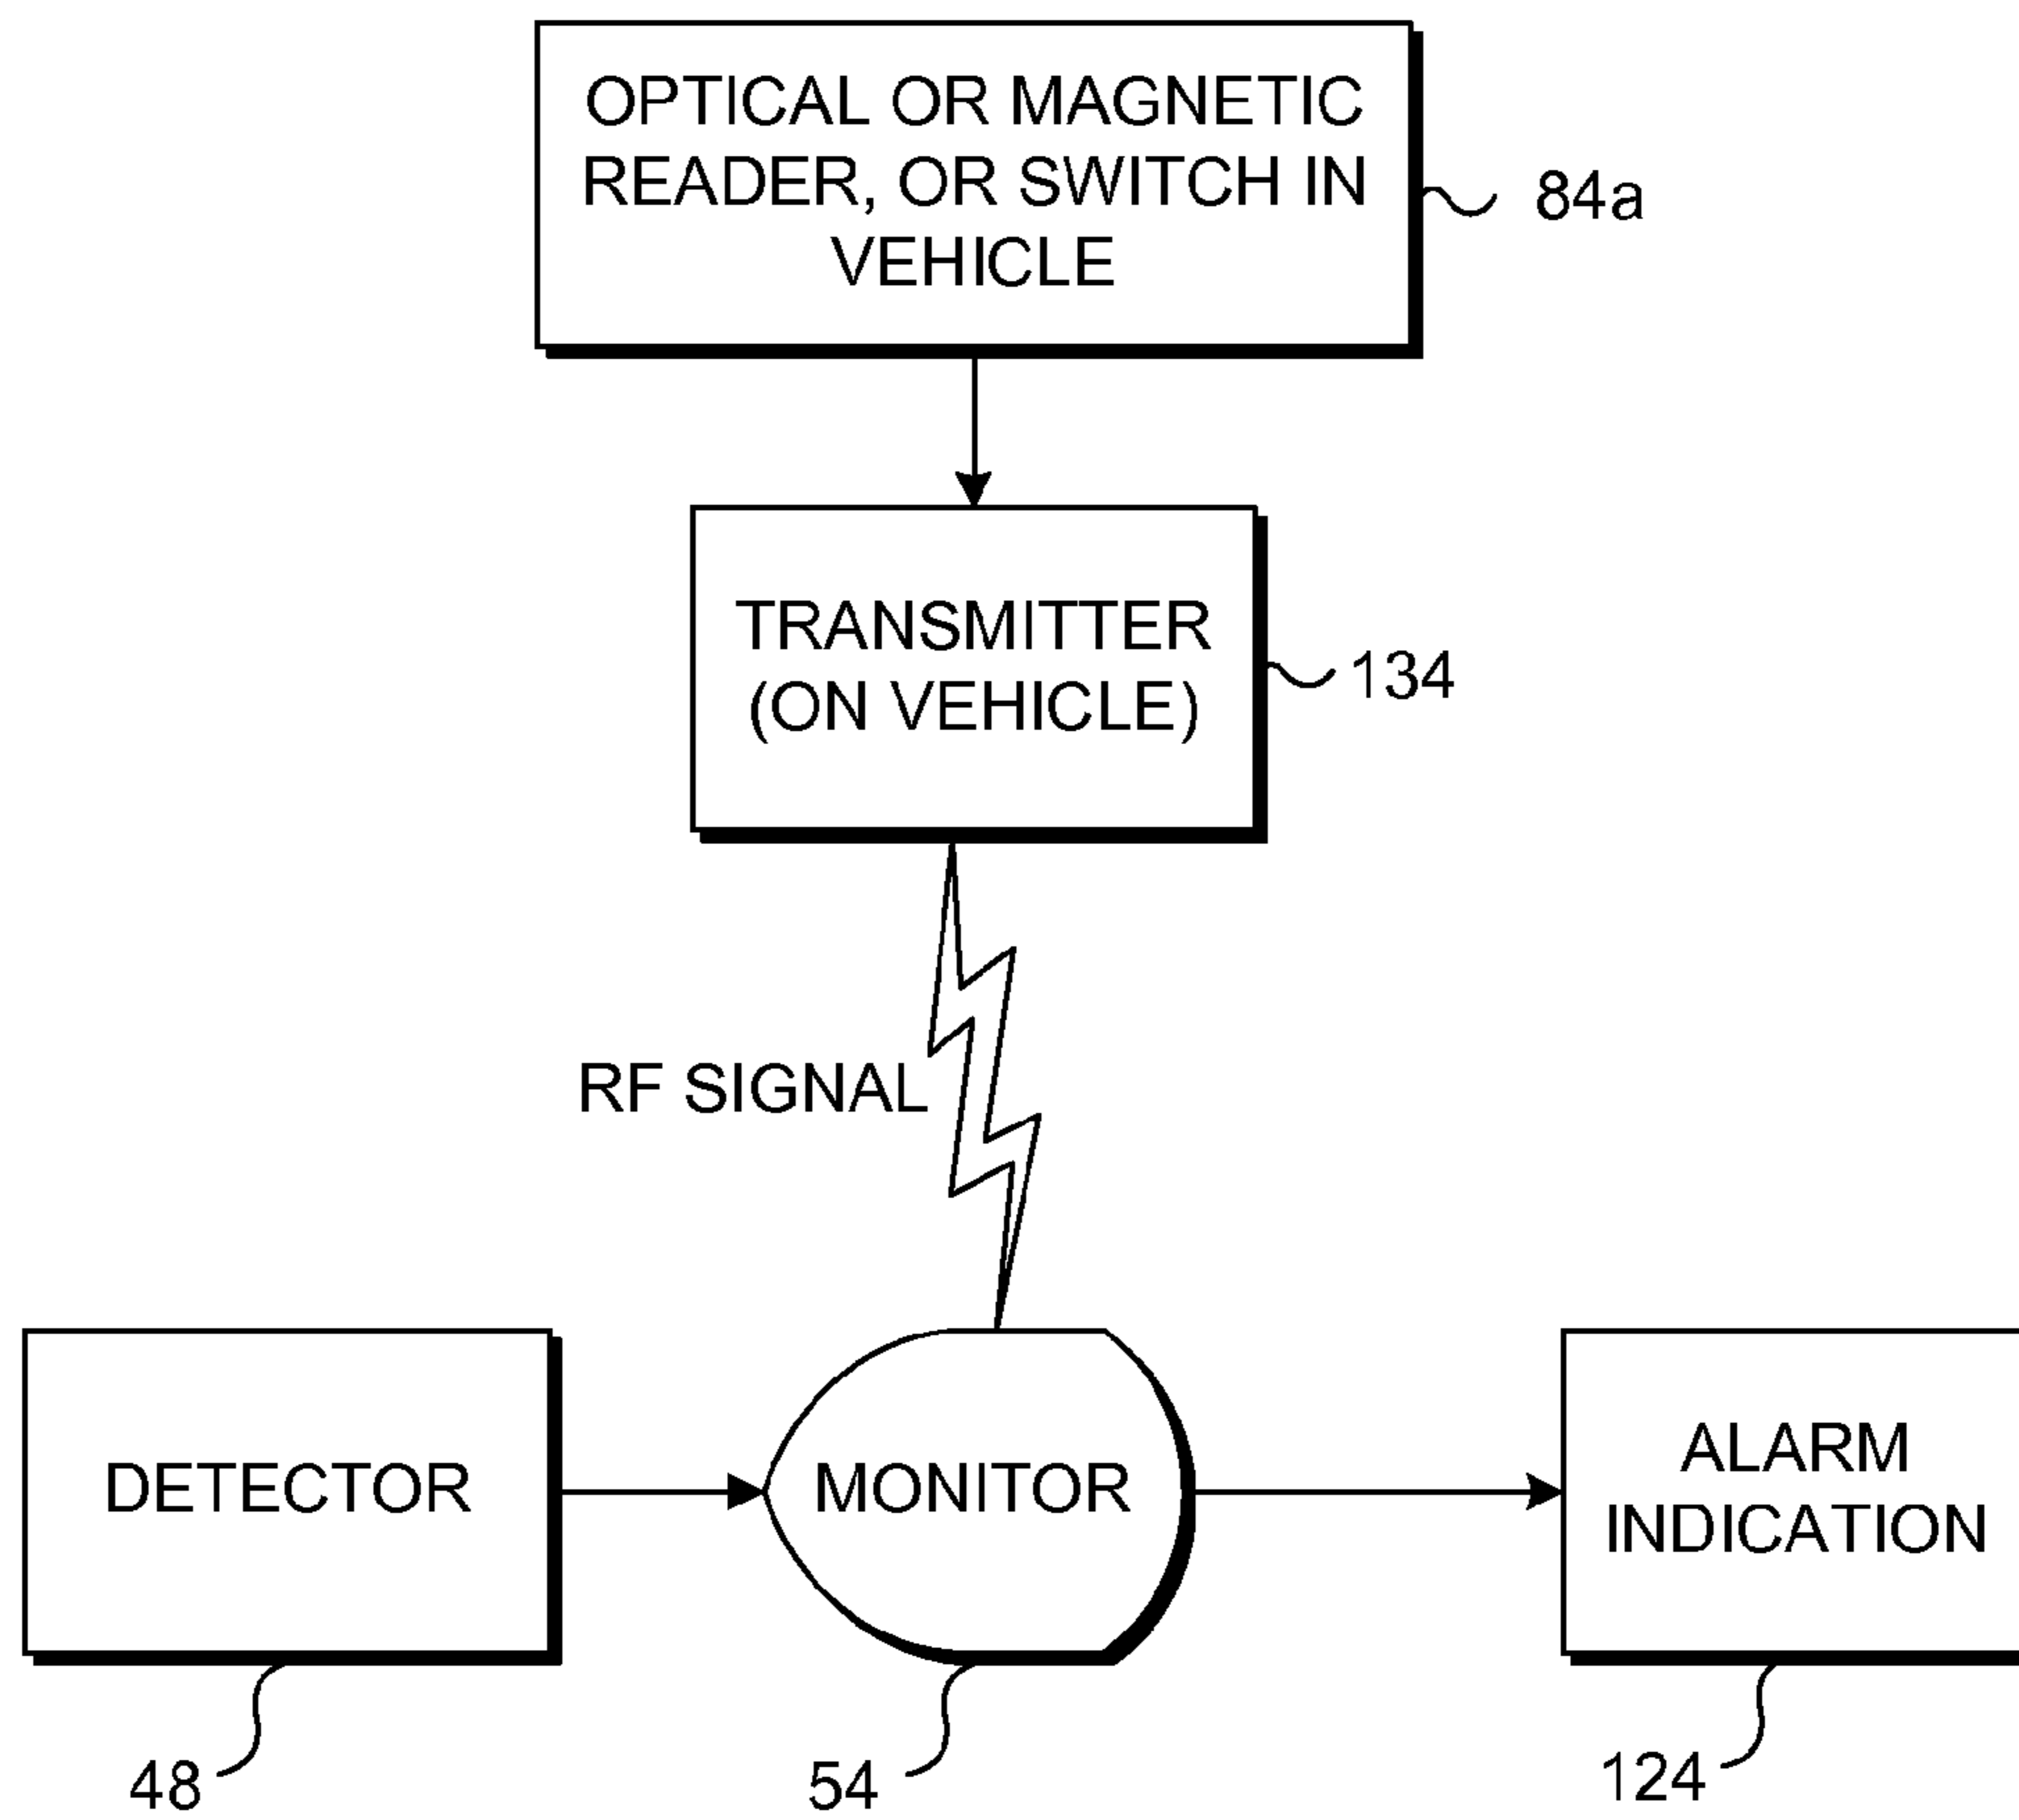 OPTICAL OR MAGNETIC
READER, OR SWITCH IN
VEHICLE
84a
TRANSMITTER
(ON VEHICLE)
134
RF SIGNAL
DETECTOR
MONITOR
ALARM
INDICATION
48
54
124